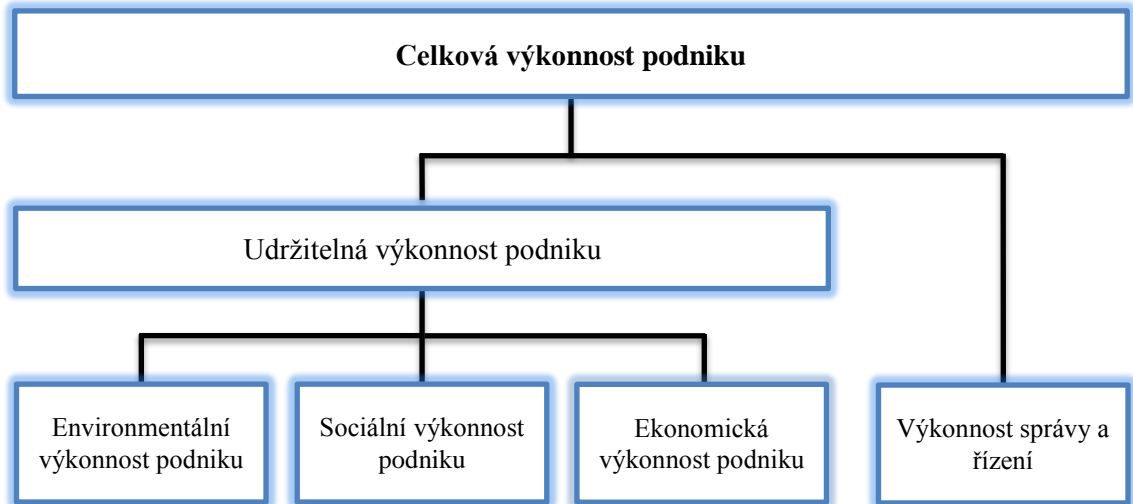 Celková výkonnost podniku
Udržitelná výkonnost podniku
Environmentální
výkonnost podniku
Sociální výkonnost
podniku
Ekonomická
výkonnost podniku
Výkonnost správy a
řízení